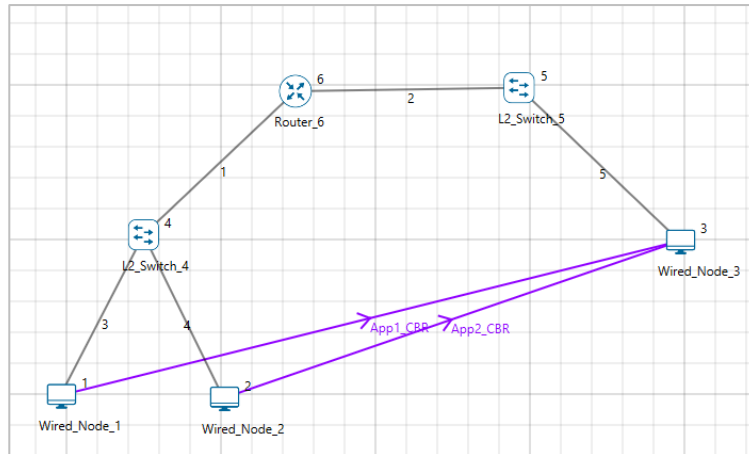 6
5
2
Router_6
L2_Switch_5
1
5
4
3
L2_Switch_4
Wired_Node_3
3
4
App1_CBR
App2_CBR
1
2
Wired_Node_1
Wired_Node_2